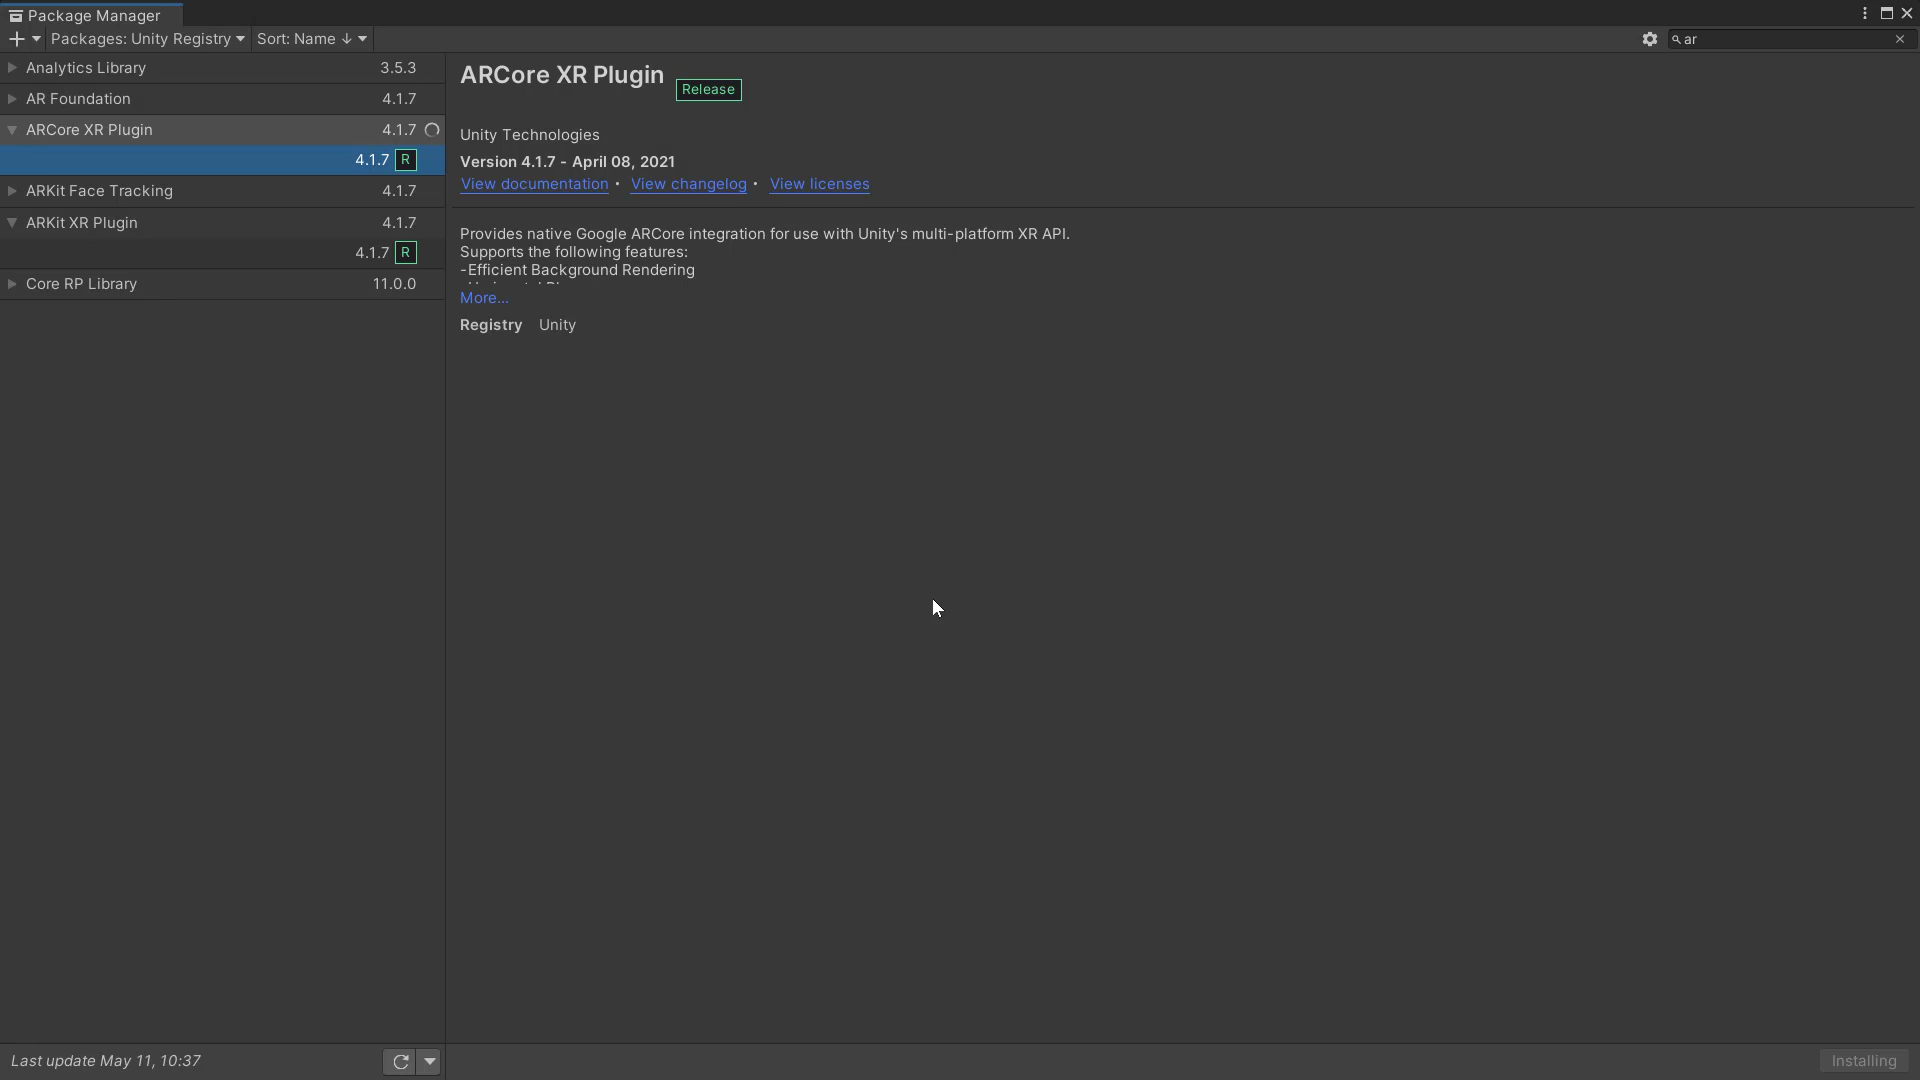 Package Manager
Packages: Unity Registry
Sort: Name ↓
ar
Analytics Library 3.5.3
AR Foundation 4.1.7
ARCore XR Plugin 4.1.7
4.1.7 R
ARKit Face Tracking 4.1.7
ARKit XR Plugin 4.1.7
4.1.7 R
Core RP Library 11.0.0
Last update May 11, 10:37
ARCore XR Plugin Release
Unity Technologies
Version 4.1.7 - April 08, 2021
View documentation • View changelog • View licenses
Provides native Google ARCore integration for use with Unity's multi-platform XR API.
Supports the following features:
-Efficient Background Rendering
More...
Registry Unity
Installing